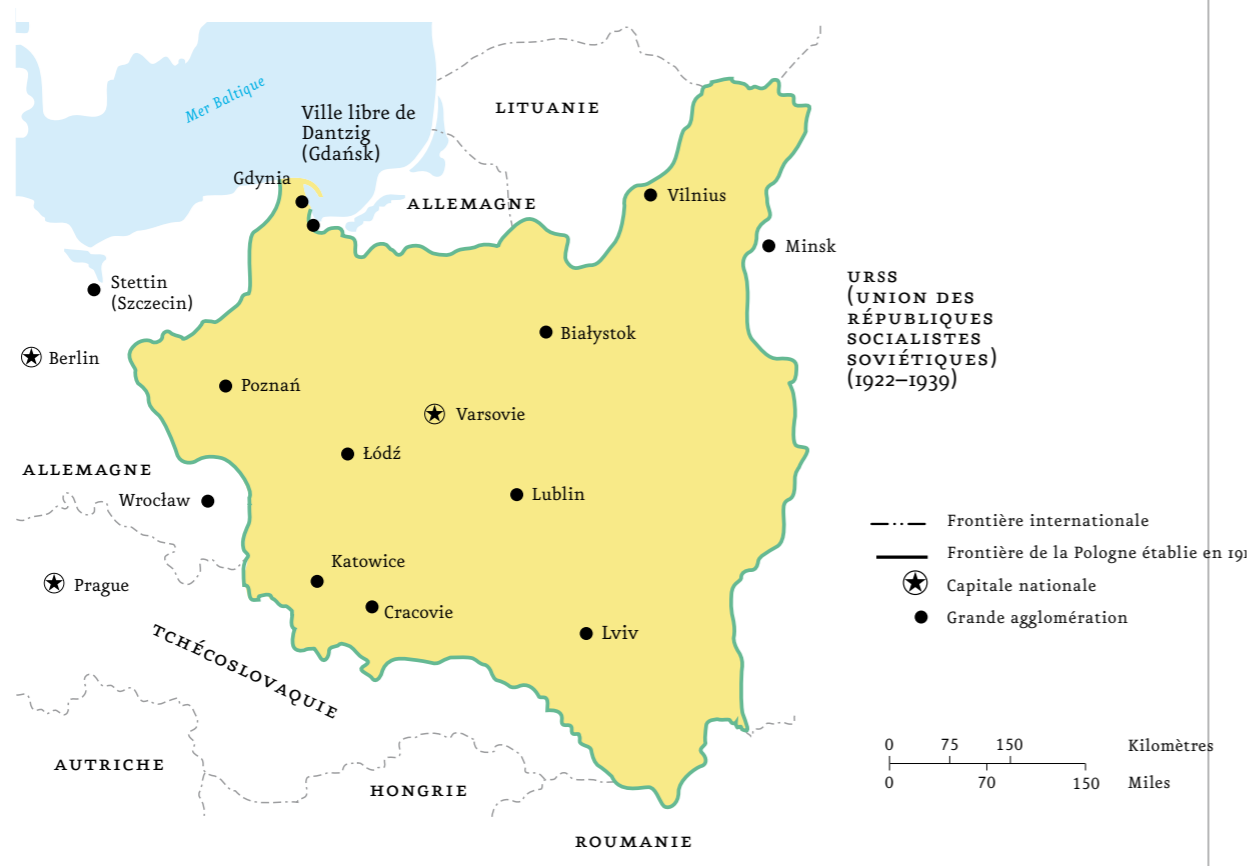 Mer Baltique
Ville libre de
Dantzig
(Gdańsk)
LITUANIE
Gdynia
ALLEMAGNE
Vilnius
Minsk
Stettin
(Szczecin)
URSS
(UNION DES
RÉPUBLIQUES
SOCIALISTES
SOVIÉTIQUES)
(1922–1939)
Białystok
Berlin
Poznań
Varsovie
Łódź
ALLEMAGNE
Wrocław
Lublin
Katowice
Prague
Cracovie
Lviv
TCHÉCOSLOVAQUIE
AUTRICHE
HONGRIE
ROUMANIE
Frontière internationale
Frontière de la Pologne établie en
Capitale nationale
Grande agglomération
0 75 150 Kilomètres
0 70 150 Miles